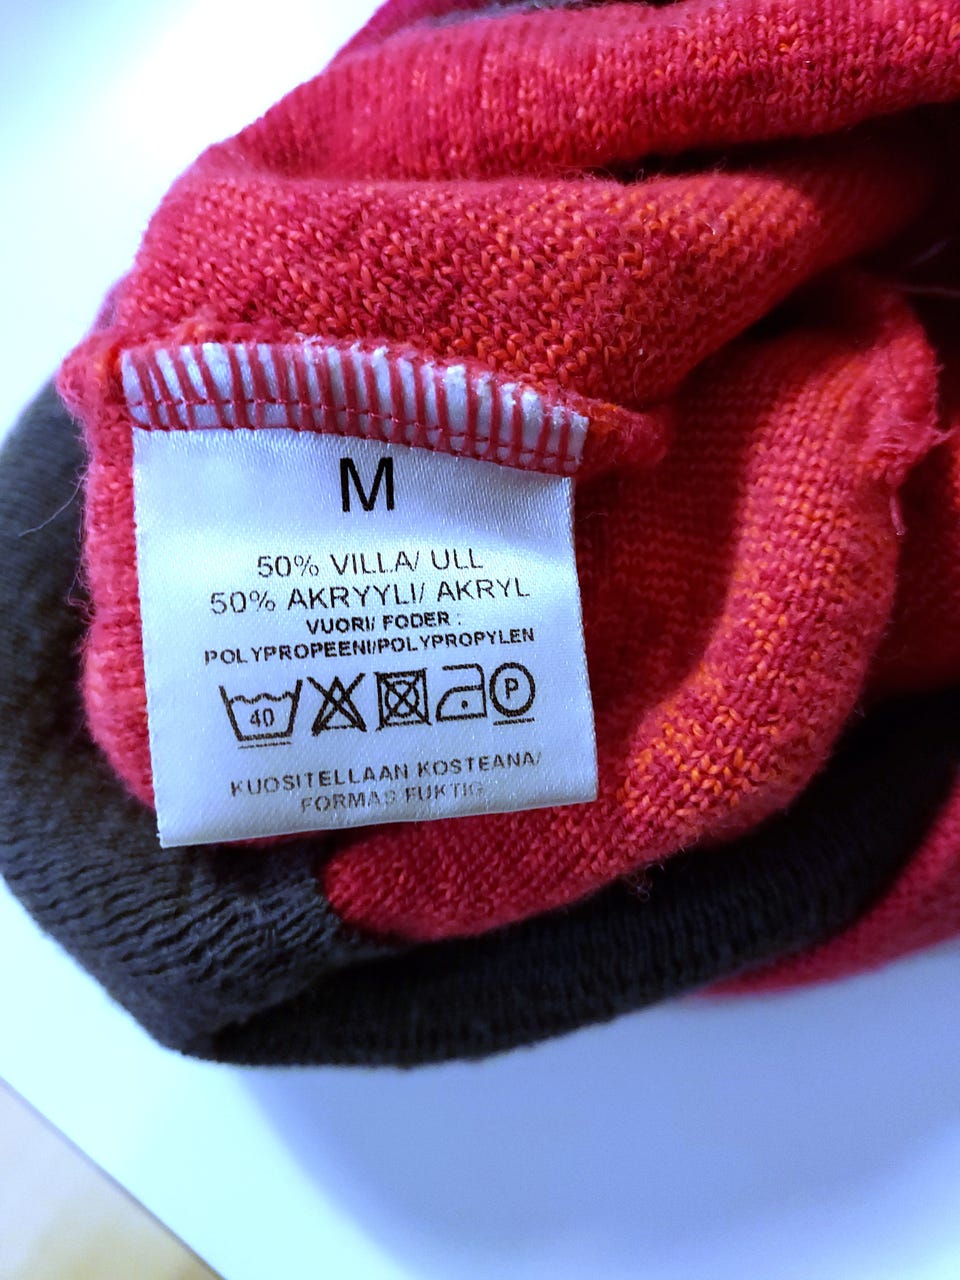 M
50% VILLA/ ULL
50% AKRYYLI/ AKRYL
VUORI/ FODER :
POLYPROPEENI/POLYPROPYLEN
40 P
KUOSITELLAAN KOSTEANA/
FORMAS FUKTIG